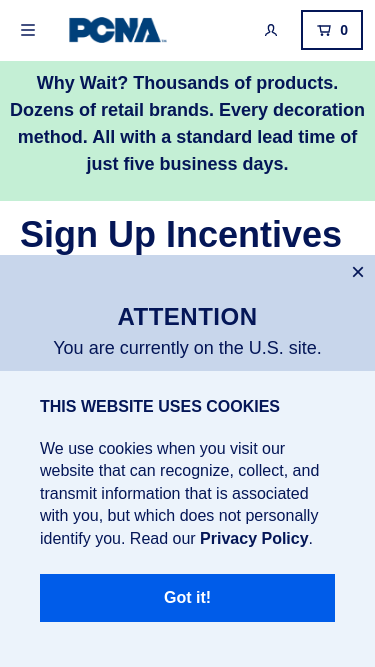 PCNA
0
Why Wait? Thousands of products.
Dozens of retail brands. Every decoration
method. All with a standard lead time of
just five business days.
Sign Up Incentives
ATTENTION
You are currently on the U.S. site.
THIS WEBSITE USES COOKIES
We use cookies when you visit our
website that can recognize, collect, and
transmit information that is associated
with you, but which does not personally
identify you. Read our Privacy Policy.
Got it!